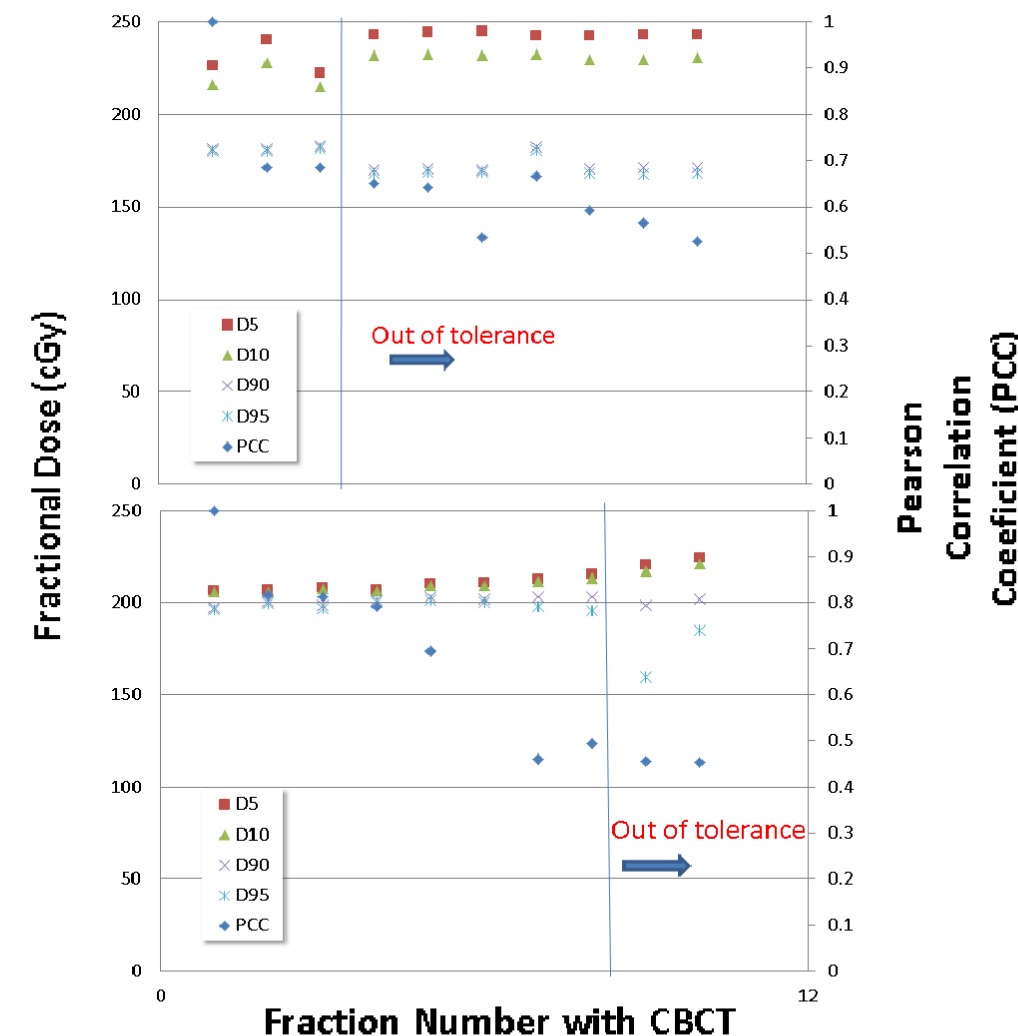 250
200
150
100
50
0
1
0.9
0.8
0.7
0.6
0.5
0.4
0.3
0.2
0.1
0
D5
D10
D90
D95
PCC
Out of tolerance
250
200
150
100
50
0
1
0.9
0.8
0.7
0.6
0.5
0.4
0.3
0.2
0.1
0
D5
D10
D90
D95
PCC
Out of tolerance
0
12
Fraction Number with CBCT
Fractional Dose (cGy)
Pearson
Correlation
Coeeficient (PCC)